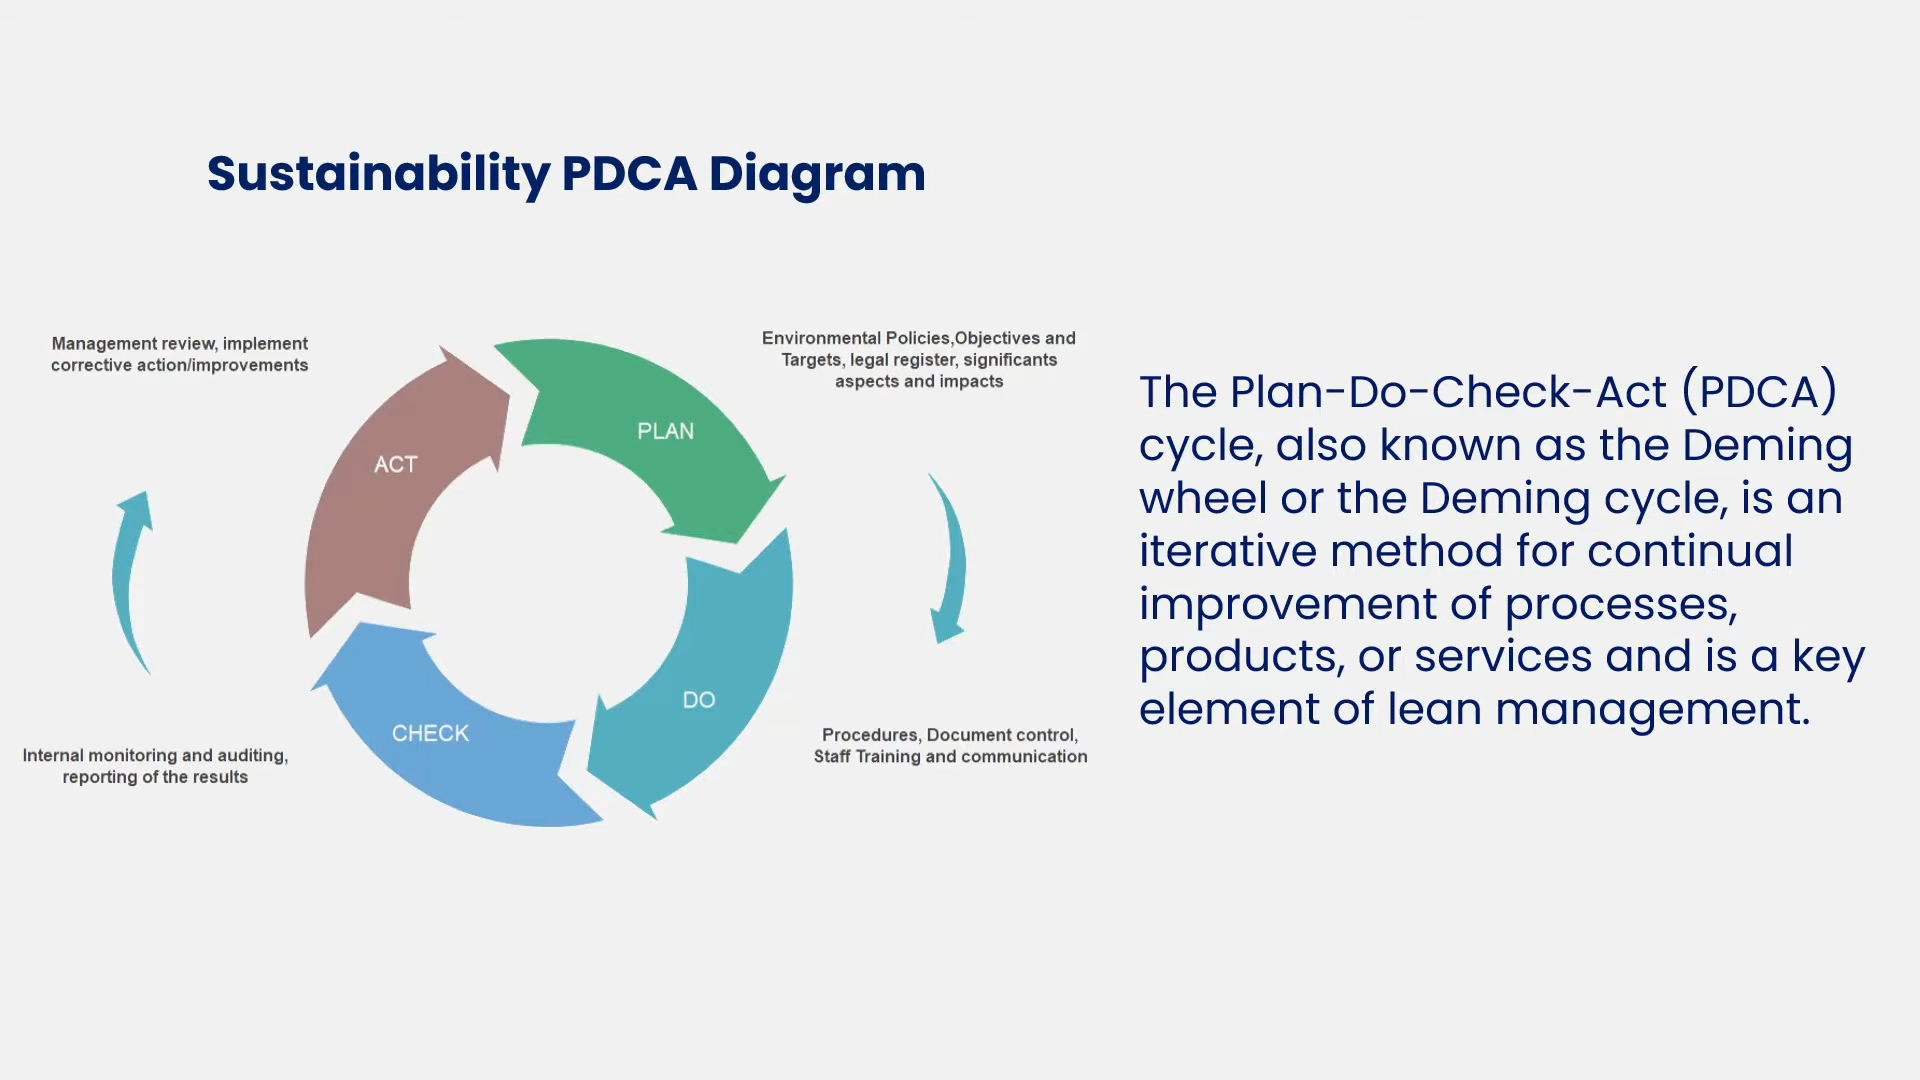 Sustainability PDCA Diagram
Management review, implement
corrective action/improvements
Environmental Policies,Objectives and
Targets, legal register, significants
aspects and impacts
PLAN
ACT
DO
CHECK
Procedures, Document control,
Staff Training and communication
Internal monitoring and auditing,
reporting of the results
The Plan-Do-Check-Act (PDCA)
cycle, also known as the Deming
wheel or the Deming cycle, is an
iterative method for continual
improvement of processes,
products, or services and is a key
element of lean management.